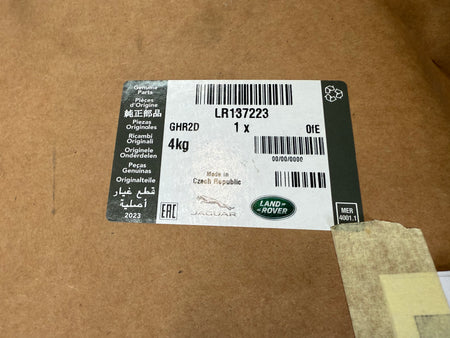 Genuine
Parts
Pièces
d'Origine
純正部品
Piezas
Originales
Ricambi
Originali
Originele
Onderdelen
Peças
Genuinas
Originalteile
قطع غيار
أصلية
2023
LR137223
GHR2D
1 x
01E
4kg
00/00/0000
Made in
Czech Republic
EAC
JAGUAR
LAND-
-ROVER
MER
4001.1